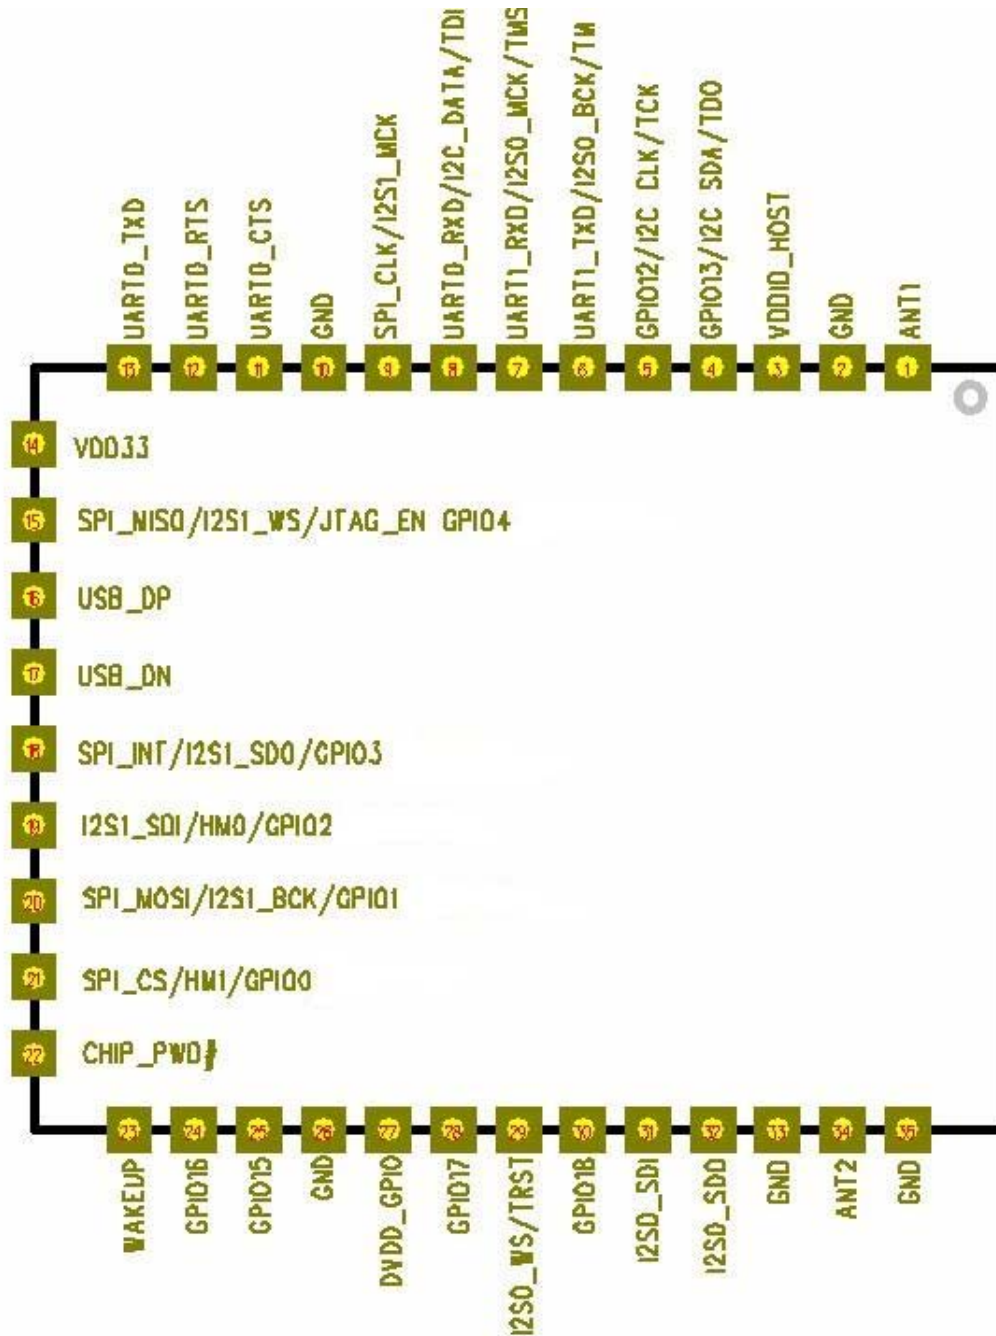 UART0_TXD
UART0_RTS
UART0_CTS
GND
SPI_CLK/I2S1_MCK
UART0_RXD/I2C_DATA/TDI
UART1_RXD/I2S0_MCK/TMS
UART1_TXD/I2S0_BCK/TM
GPIO12/I2C CLK/TCK
GPIO13/I2C SDA/TDO
VDDIO_HOST
GND
ANT1
13 12 11 10 9 8 7 6 5 4 3 2 1
14 VDD33
15 SPI_MISO/I2S1_WS/JTAG_EN GPIO4
16 USB_DP
17 USB_DN
18 SPI_INT/I2S1_SDO/GPIO3
19 I2S1_SDI/HM0/GPIO2
20 SPI_MOSI/I2S1_BCK/GPIO1
21 SPI_CS/HM1/GPIO0
22 CHIP_PWD#
23 24 25 26 27 28 29 30 31 32 33 34 35
WAKEUP
GPIO16
GPIO15
GND
DVDD_GPIO
GPIO17
I2S0_WS/TRST
GPIO18
I2S0_SDI
I2S0_SDO
GND
ANT2
GND